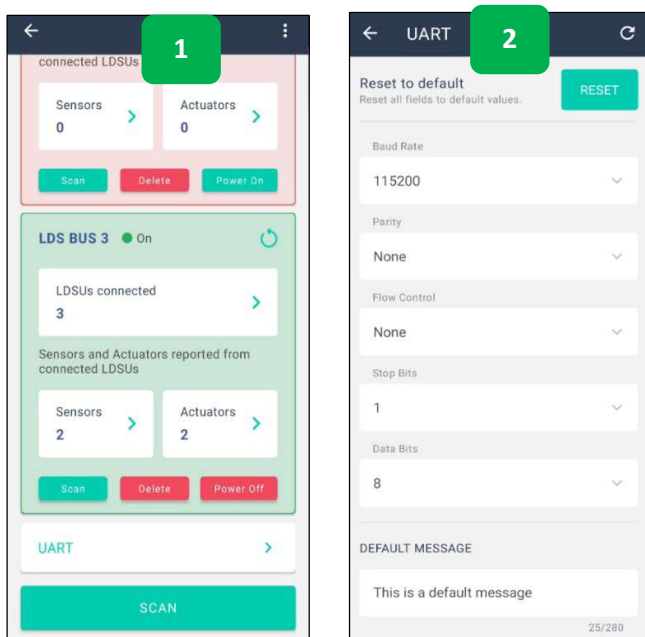 1
connected LDSUs
Sensors
0
Actuators
0
Scan
Delete
Power On
LDS BUS 3
On
LDSUs connected
3
Sensors and Actuators reported from
connected LDSUs
Sensors
2
Actuators
2
Scan
Delete
Power Off
UART
SCAN
UART
2
Reset to default
Reset all fields to default values.
RESET
Baud Rate
115200
Parity
None
Flow Control
None
Stop Bits
1
Data Bits
8
DEFAULT MESSAGE
This is a default message
25/280